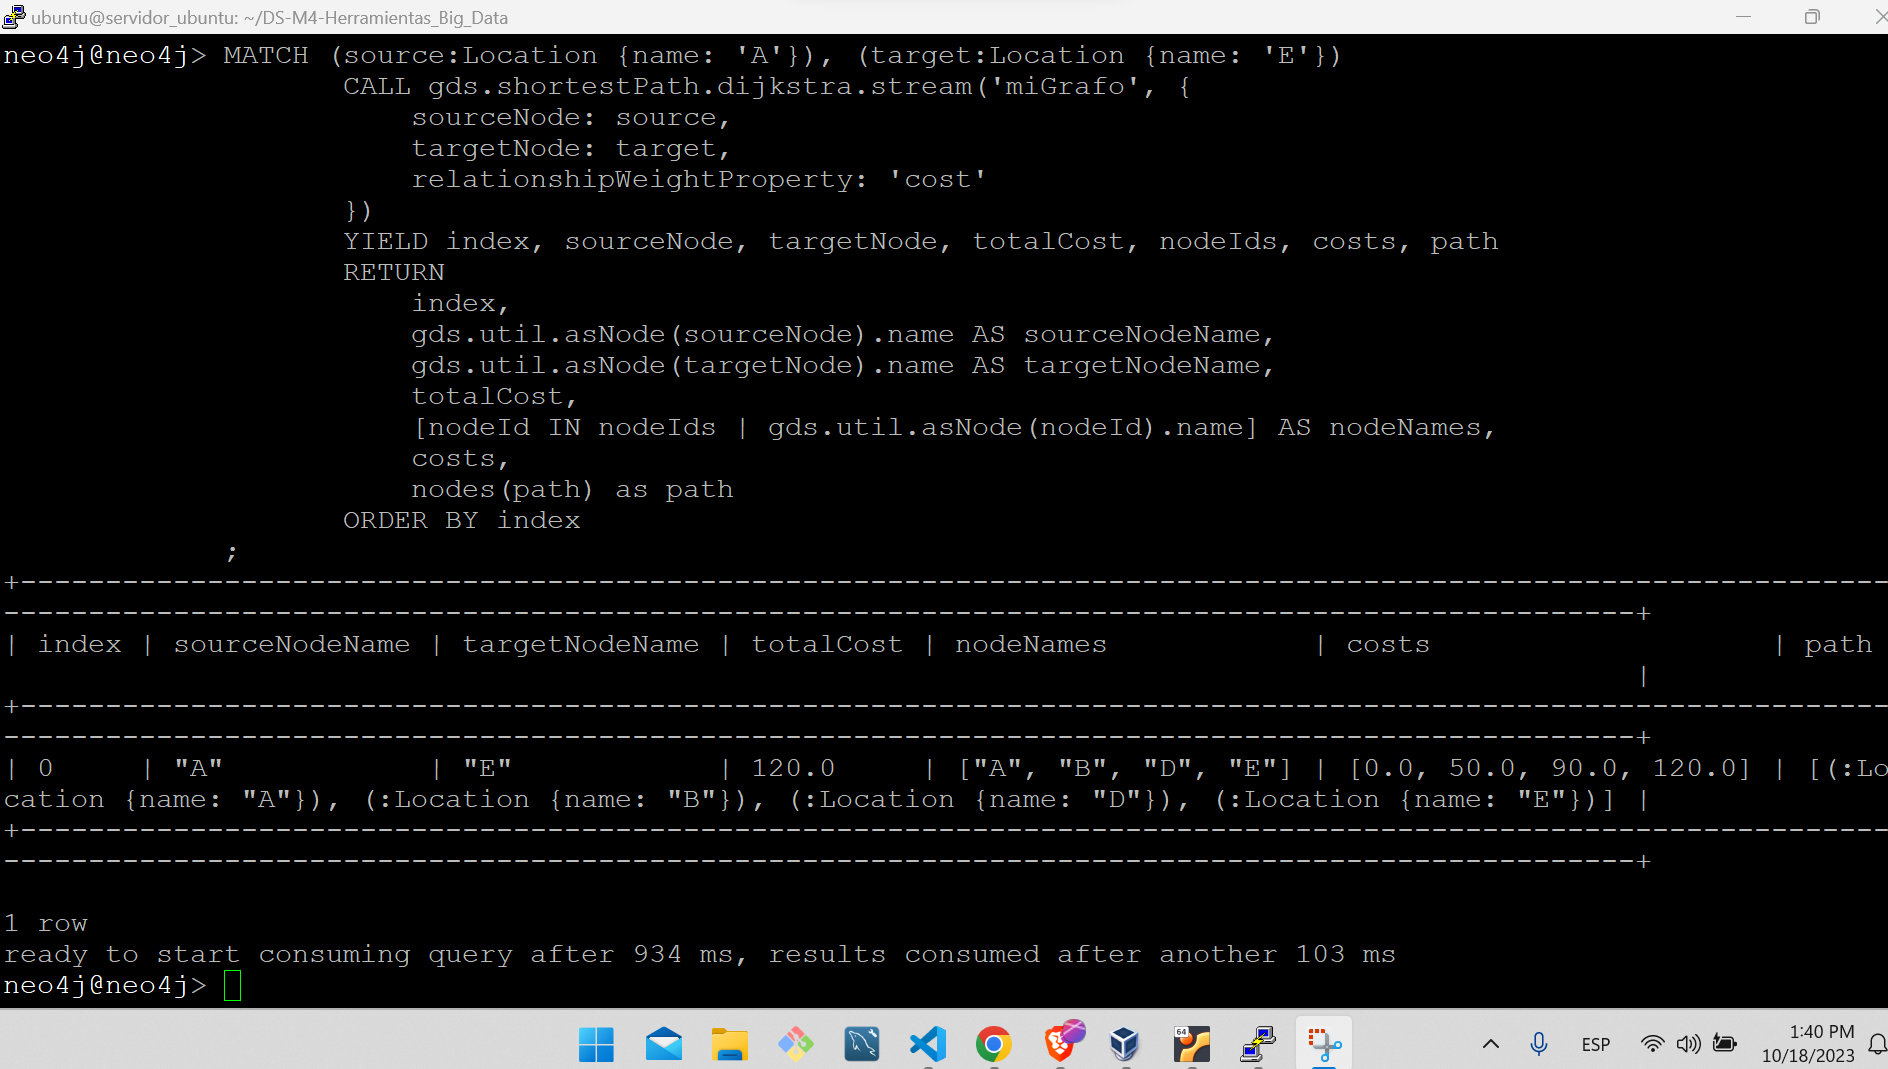 ubuntu@servidor_ubuntu: ~/DS-M4-Herramientas_Big_Data
neo4j@neo4j> MATCH (source:Location {name: 'A'}), (target:Location {name: 'E'})
CALL gds.shortestPath.dijkstra.stream('miGrafo', {
sourceNode: source,
targetNode: target,
relationshipWeightProperty: 'cost'
})
YIELD index, sourceNode, targetNode, totalCost, nodeIds, costs, path
RETURN
index,
gds.util.asNode(sourceNode).name AS sourceNodeName,
gds.util.asNode(targetNode).name AS targetNodeName,
totalCost,
[nodeId IN nodeIds | gds.util.asNode(nodeId).name] AS nodeNames,
costs,
nodes(path) as path
ORDER BY index
;
| index | sourceNodeName | targetNodeName | totalCost | nodeNames | costs | path
|
| 0 | "A" | "E" | 120.0 | ["A", "B", "D", "E"] | [0.0, 50.0, 90.0, 120.0] | [(:Lo
cation {name: "A"}), (:Location {name: "B"}), (:Location {name: "D"}), (:Location {name: "E"})] |
1 row
ready to start consuming query after 934 ms, results consumed after another 103 ms
neo4j@neo4j>
64
ESP
1:40 PM
10/18/2023